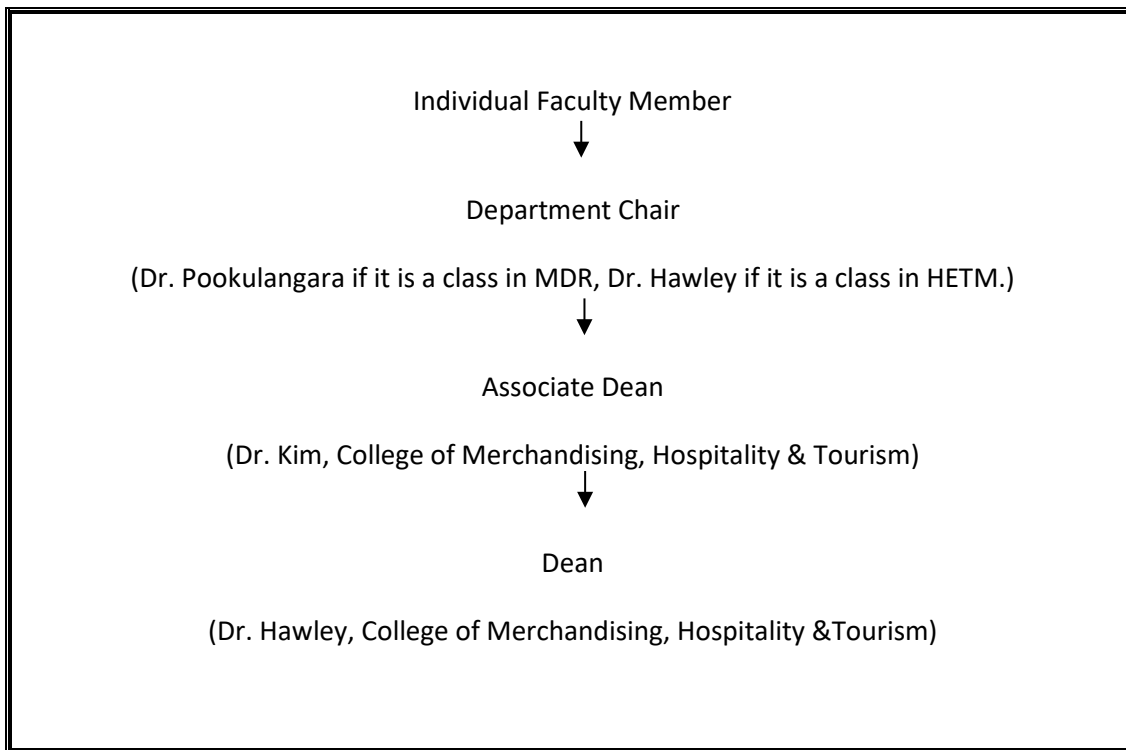 Individual Faculty Member
Department Chair
(Dr. Pookulangara if it is a class in MDR, Dr. Hawley if it is a class in HETM.)
Associate Dean
(Dr. Kim, College of Merchandising, Hospitality & Tourism)
Dean
(Dr. Hawley, College of Merchandising, Hospitality &Tourism)